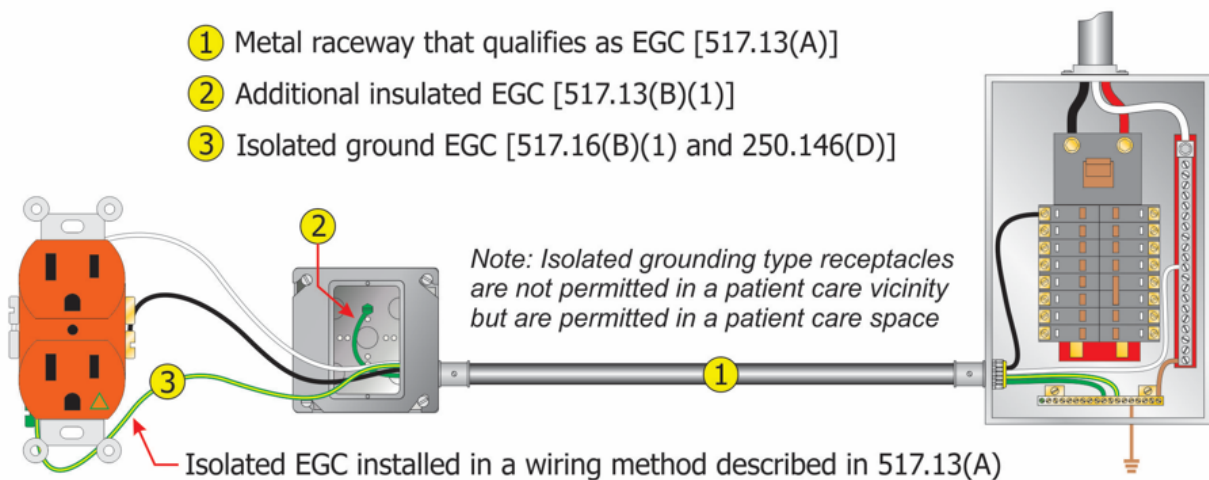 1 Metal raceway that qualifies as EGC [517.13(A)]
2 Additional insulated EGC [517.13(B)(1)]
3 Isolated ground EGC [517.16(B)(1) and 250.146(D)]
2
Note: Isolated grounding type receptacles
are not permitted in a patient care vicinity
but are permitted in a patient care space
3
1
Isolated EGC installed in a wiring method described in 517.13(A)